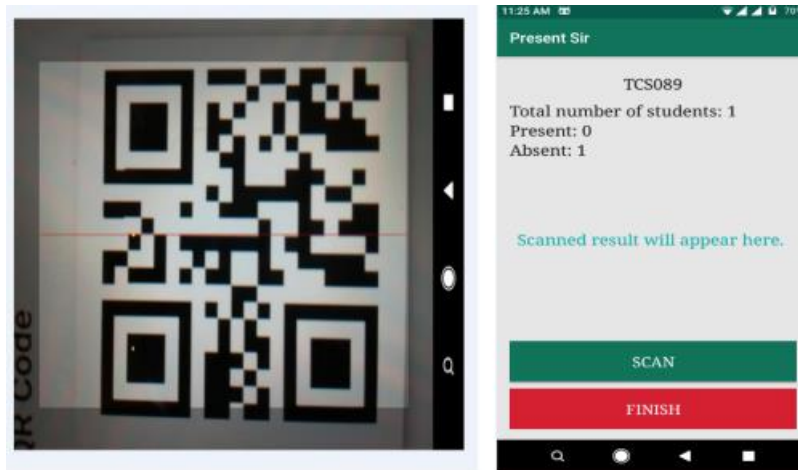 QR Code
11:25 AM
70%
Present Sir
TCS089
Total number of students: 1
Present: 0
Absent: 1
Scanned result will appear here.
SCAN
FINISH